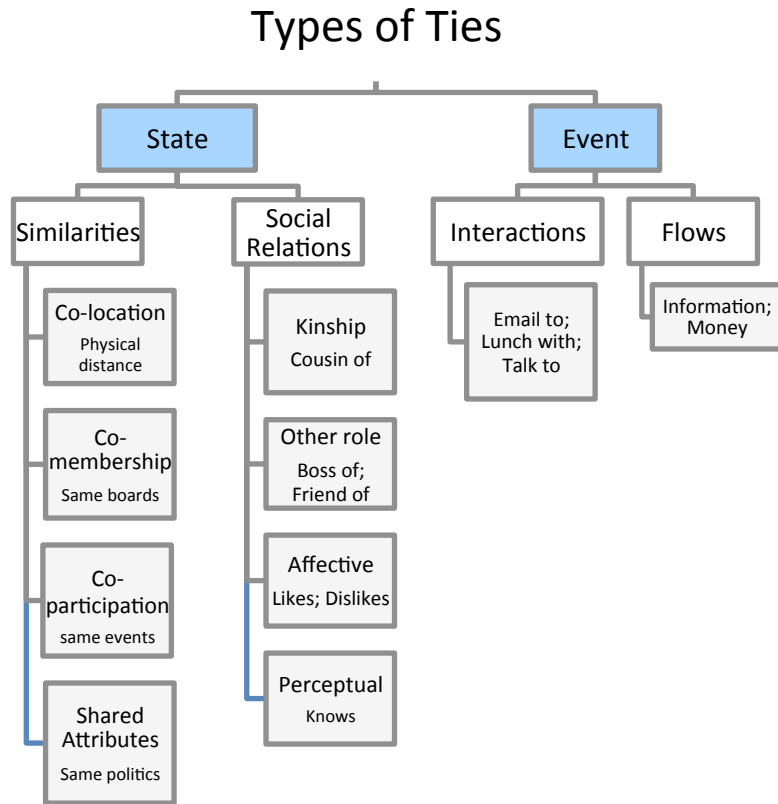 Types of Ties
State
Event
Similarities
Social
Relations
Interactions
Flows
Co-location
Physical
distance
Co-
membership
Same boards
Co-
participation
same events
Shared
Attributes
Same politics
Kinship
Cousin of
Other role
Boss of;
Friend of
Affective
Likes; Dislikes
Perceptual
Knows
Email to;
Lunch with;
Talk to
Information;
Money